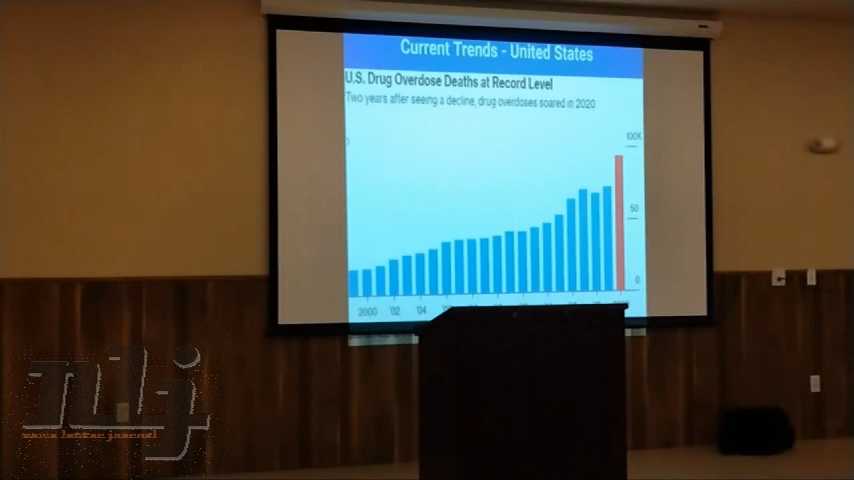 Current Trends - United States
U.S. Drug Overdose Deaths at Record Level
Two years after seeing a decline, drug overdoses soared in 2020
100K
50
0
2000 '02 '04
nlj